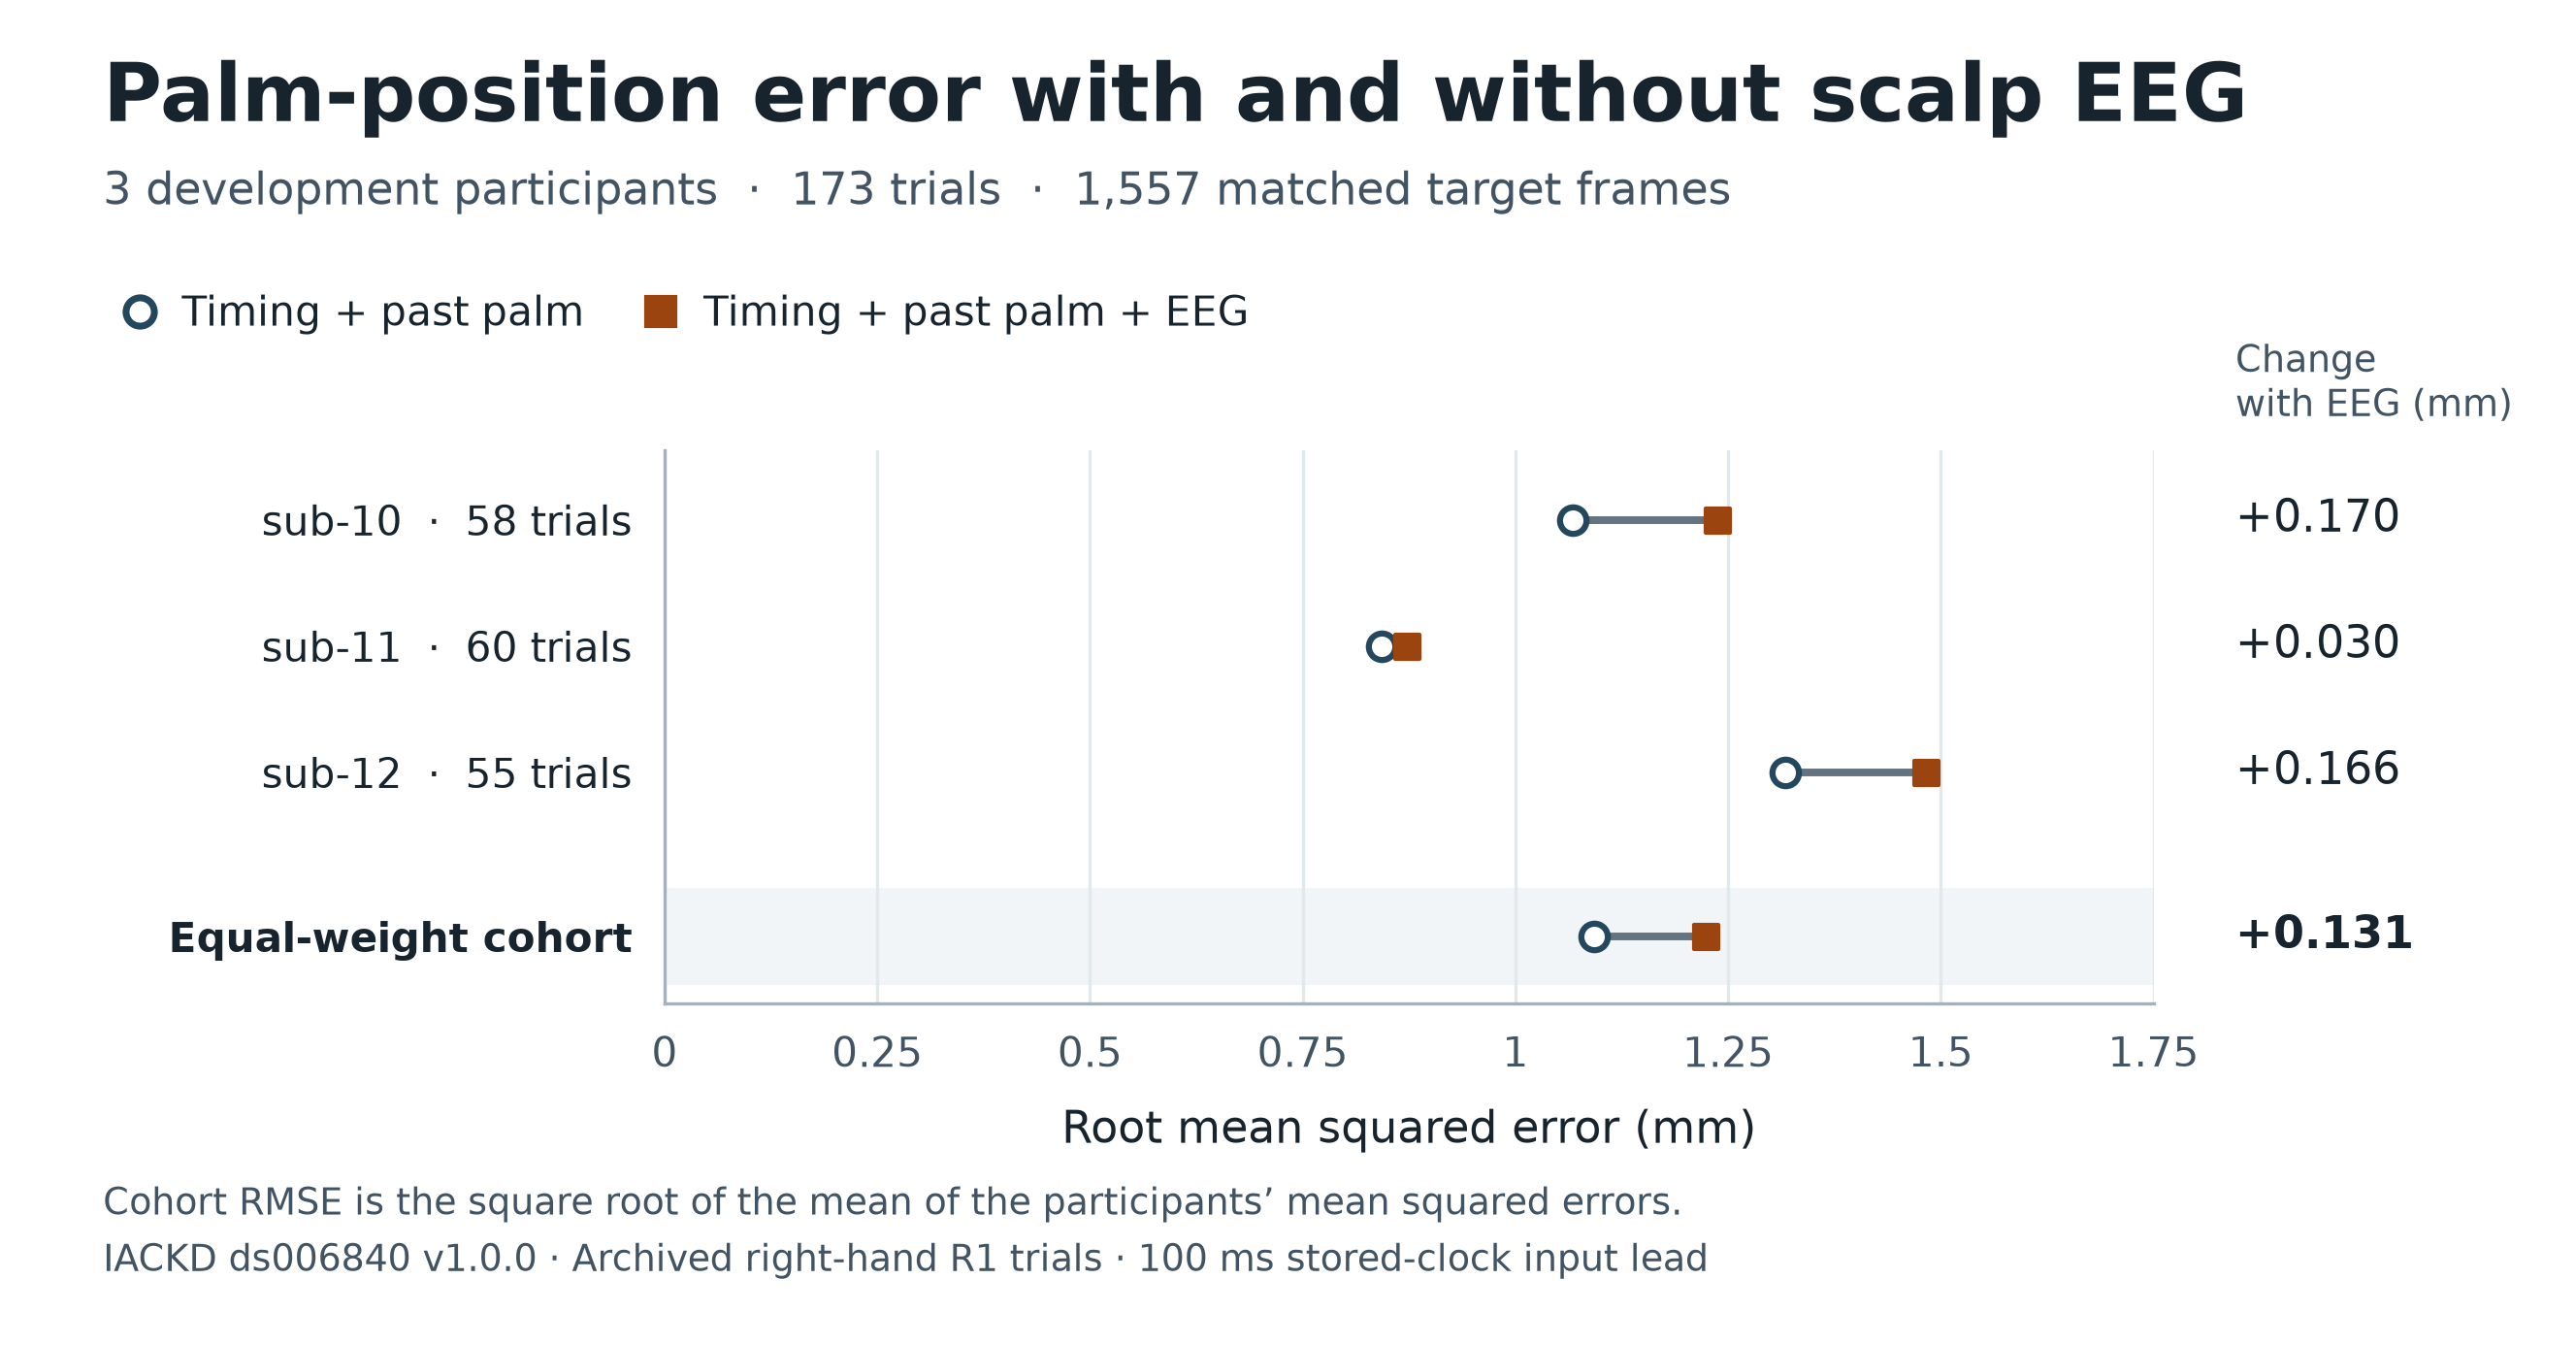 Palm-position error with and without scalp EEG
3 development participants · 173 trials · 1,557 matched target frames
Timing + past palm
Timing + past palm + EEG
Change
with EEG (mm)
sub-10 · 58 trials
+0.170
sub-11 · 60 trials
+0.030
sub-12 · 55 trials
+0.166
Equal-weight cohort
+0.131
0 0.25 0.5 0.75 1 1.25 1.5 1.75
Root mean squared error (mm)
Cohort RMSE is the square root of the mean of the participants’ mean squared errors.
IACKD ds006840 v1.0.0 · Archived right-hand R1 trials · 100 ms stored-clock input lead